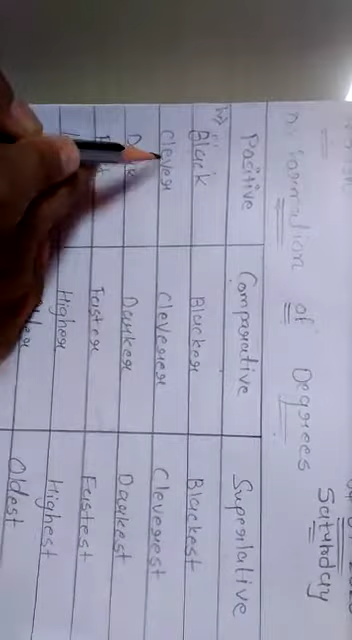 Saturday
Formation of Degrees
Positive Comparative Superlative
Black Blacker Blackest
Clever Cleverer Cleverest
Darker Darkest
Faster Fastest
Higher Highest
Oldest